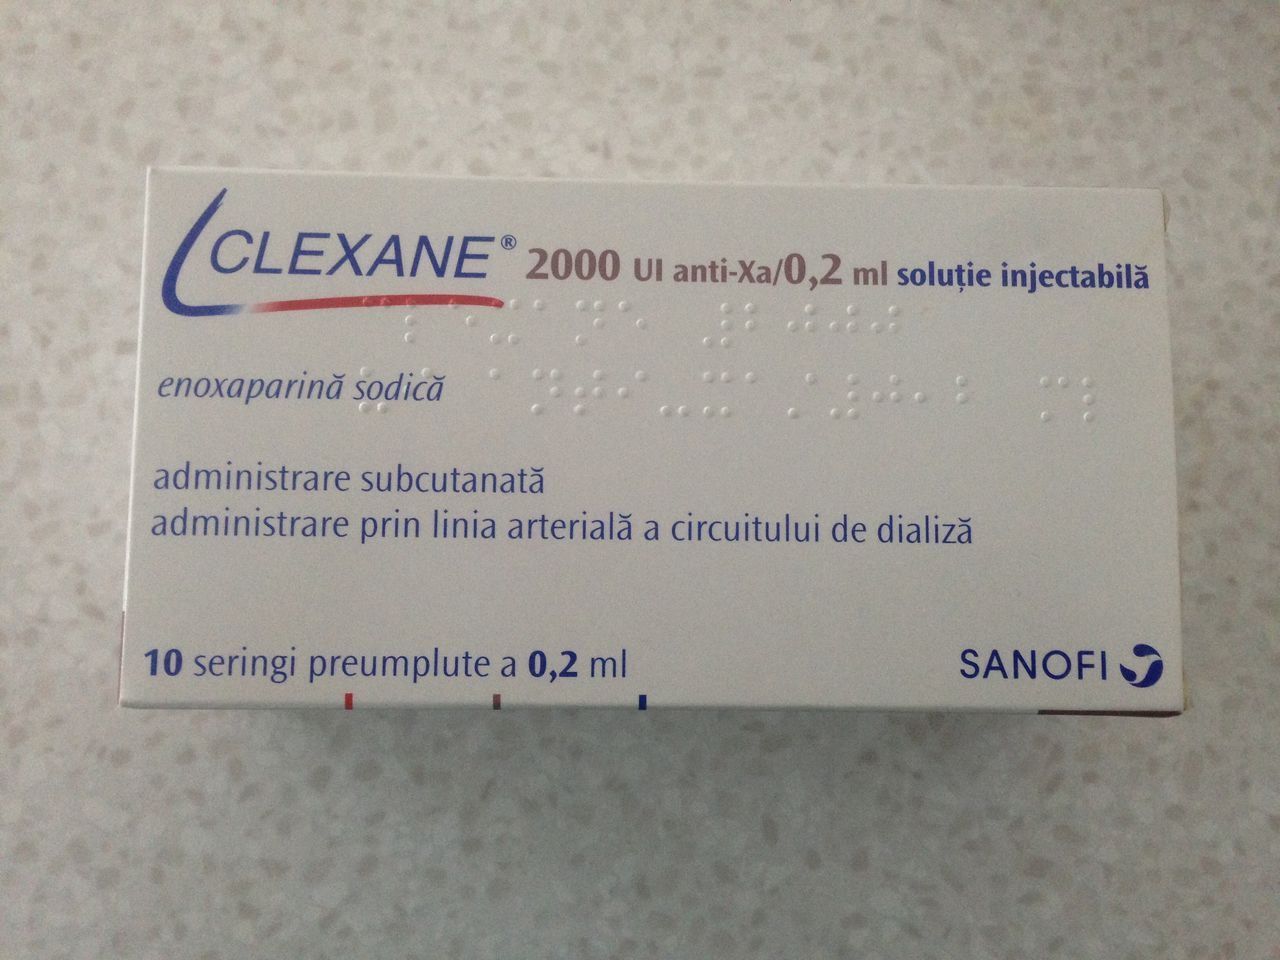 CLEXANE® 2000 UI anti-Xa/0,2 ml soluție injectabilă
enoxaparină sodică
administrare subcutanată
administrare prin linia arterială a circuitului de dializă
10 seringi preumplute a 0,2 ml
SANOFI